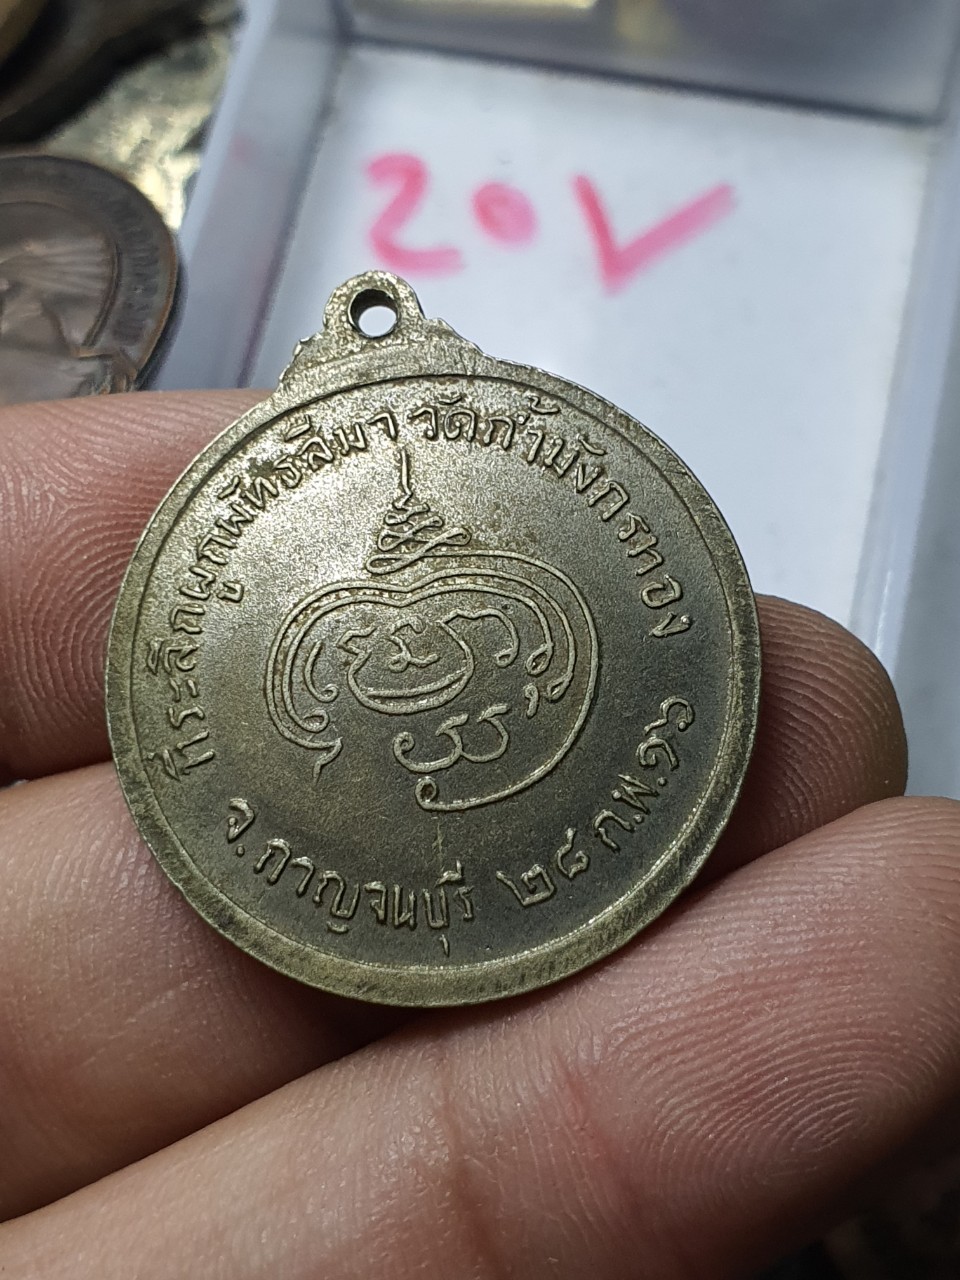 20✓
ที่ระลึกผูกพัทธสีมา วัดถ้ำมังกรทอง
จ.กาญจนบุรี ๒๘ ก.พ.๑๖